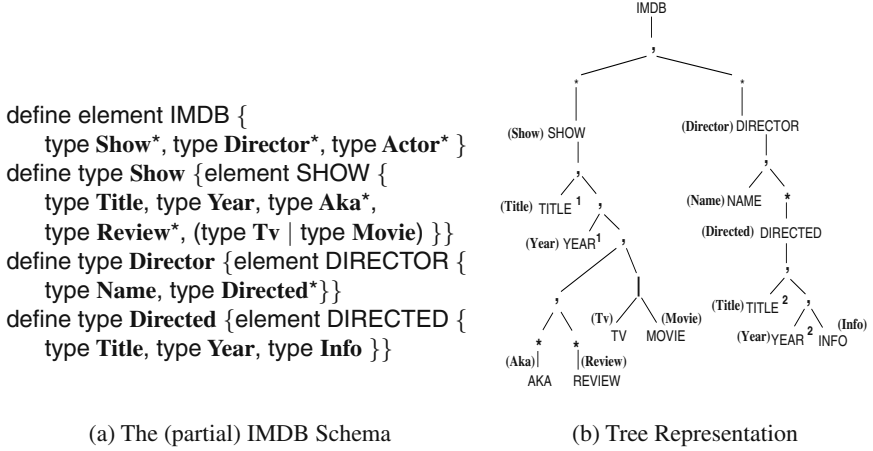 define element IMDB {
type Show*, type Director*, type Actor* }
define type Show {element SHOW {
type Title, type Year, type Aka*,
type Review*, (type Tv | type Movie) }}
define type Director {element DIRECTOR {
type Name, type Directed*}}
define type Directed {element DIRECTED {
type Title, type Year, type Info }}
(a) The (partial) IMDB Schema
IMDB
,
* *
(Show) SHOW (Director) DIRECTOR
, ,
(Title) TITLE 1 , (Name) NAME *
(Year) YEAR 1 , (Directed) DIRECTED
, | ,
(Tv) (Movie) (Title) TITLE 2 ,
TV MOVIE (Year) YEAR 2 INFO (Info)
* *
(Aka) (Review)
AKA REVIEW
(b) Tree Representation